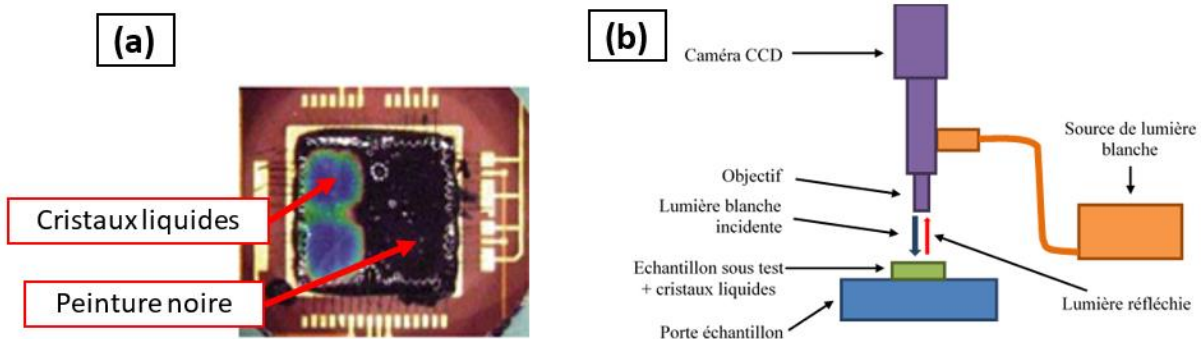 (a)
Cristaux liquides
Peinture noire
(b)
Caméra CCD
Source de lumière
blanche
Objectif
Lumière blanche
incidente
Echantillon sous test
+ cristaux liquides
Lumière réfléchie
Porte échantillon